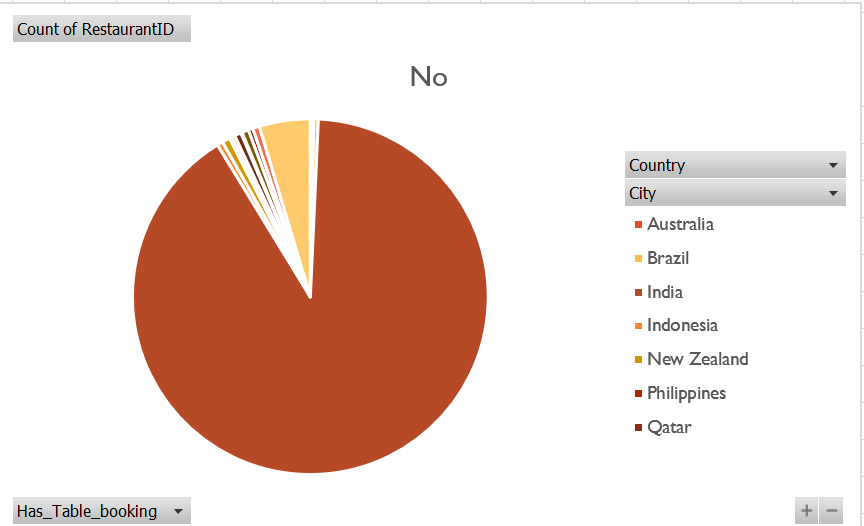 Count of RestaurantID
No
Country
City
Australia
Brazil
India
Indonesia
New Zealand
Philippines
Qatar
Has_Table_booking
+ −